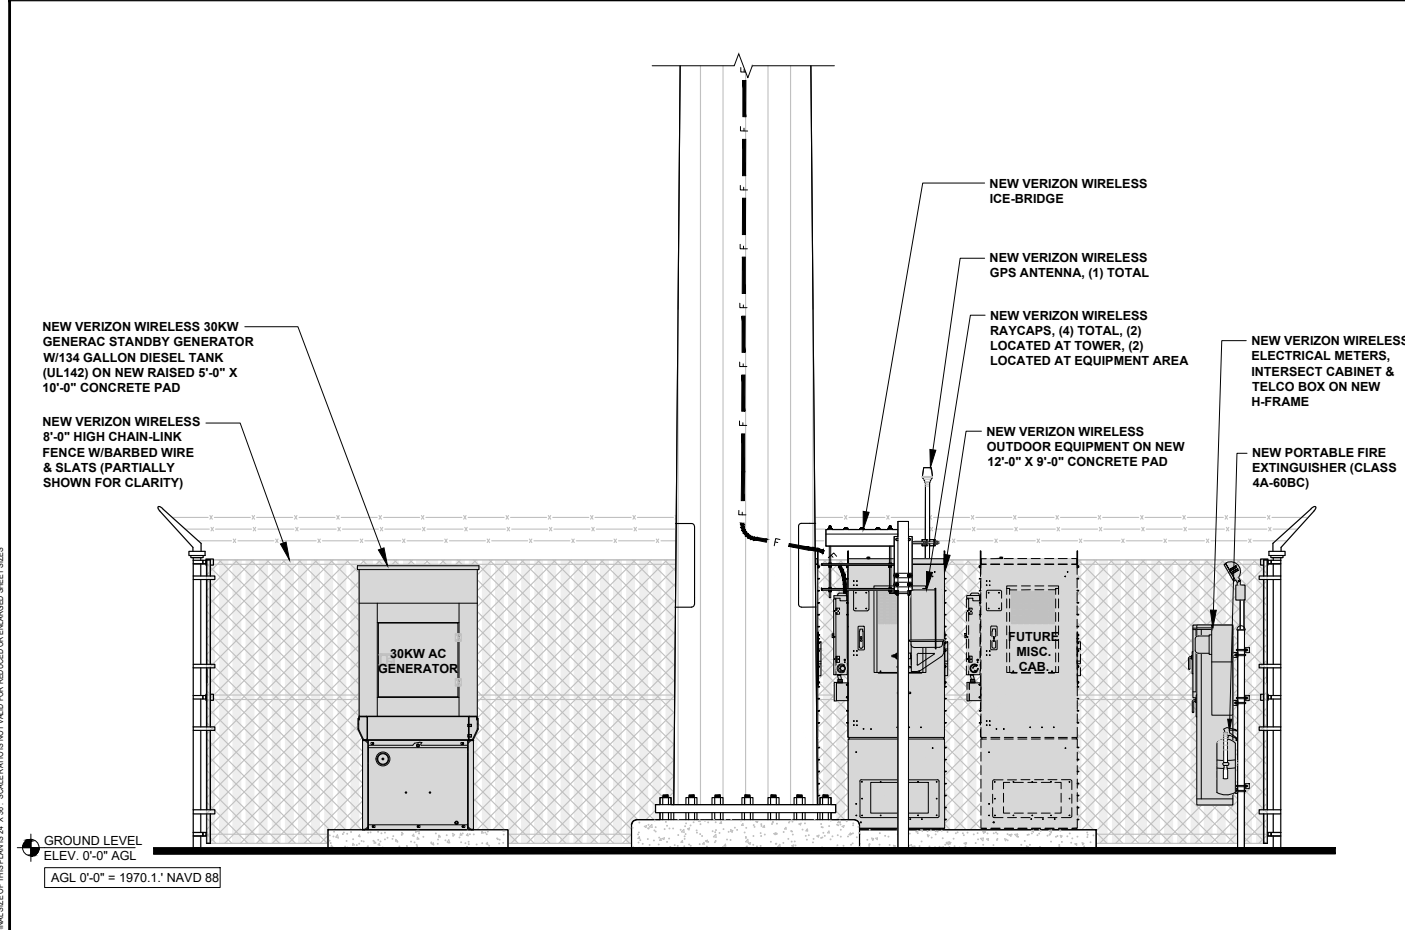 NEW VERIZON WIRELESS
ICE-BRIDGE
NEW VERIZON WIRELESS
GPS ANTENNA, (1) TOTAL
NEW VERIZON WIRELESS
RAYCAPS, (4) TOTAL, (2)
LOCATED AT TOWER, (2)
LOCATED AT EQUIPMENT AREA
NEW VERIZON WIRELESS 30KW
GENERAC STANDBY GENERATOR
W/134 GALLON DIESEL TANK
(UL142) ON NEW RAISED 5'-0" X
10'-0" CONCRETE PAD
NEW VERIZON WIRELESS
ELECTRICAL METERS,
INTERSECT CABINET &
TELCO BOX ON NEW
H-FRAME
NEW VERIZON WIRELESS
8'-0" HIGH CHAIN-LINK
FENCE W/BARBED WIRE
& SLATS (PARTIALLY
SHOWN FOR CLARITY)
NEW VERIZON WIRELESS
OUTDOOR EQUIPMENT ON NEW
12'-0" X 9'-0" CONCRETE PAD
NEW PORTABLE FIRE
EXTINGUISHER (CLASS
4A-60BC)
30KW AC
GENERATOR
FUTURE
MISC.
CAB.
GROUND LEVEL
ELEV. 0'-0" AGL
AGL 0'-0" = 1970.1.' NAVD 88